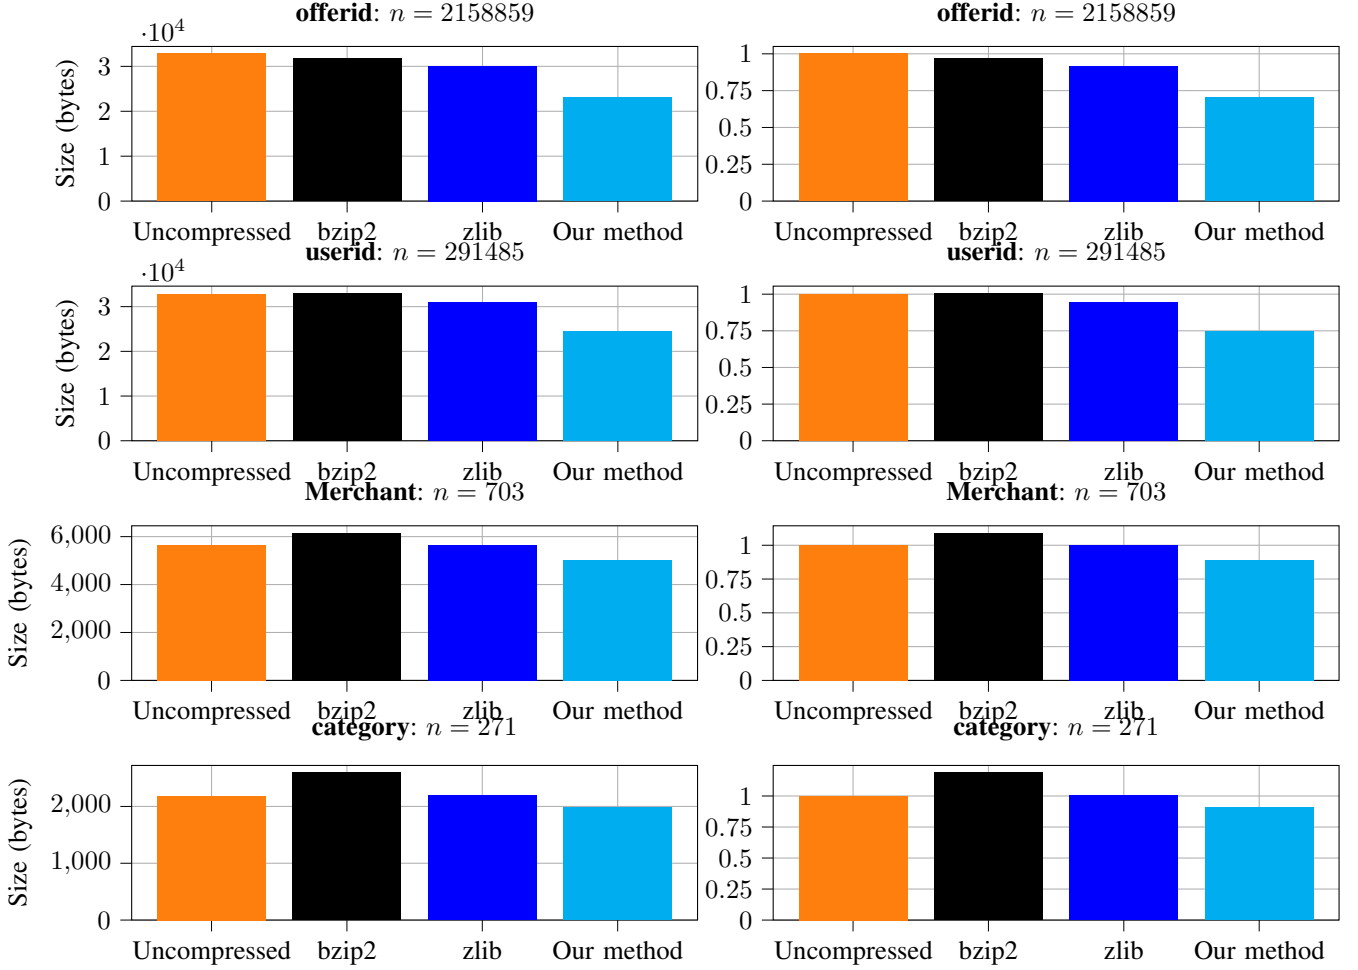 offerid: n = 2158859
offerid: n = 2158859
·10⁴
Size (bytes)
3
2
1
0
1
0.75
0.5
0.25
0
Uncompressed bzip2 zlib Our method
Uncompressed bzip2 zlib Our method
userid: n = 291485
userid: n = 291485
·10⁴
Size (bytes)
3
2
1
0
1
0.75
0.5
0.25
0
Uncompressed bzip2 zlib Our method
Uncompressed bzip2 zlib Our method
Merchant: n = 703
Merchant: n = 703
Size (bytes)
6,000
4,000
2,000
0
1
0.75
0.5
0.25
0
Uncompressed bzip2 zlib Our method
Uncompressed bzip2 zlib Our method
category: n = 271
category: n = 271
Size (bytes)
2,000
1,000
0
1
0.75
0.5
0.25
0
Uncompressed bzip2 zlib Our method
Uncompressed bzip2 zlib Our method